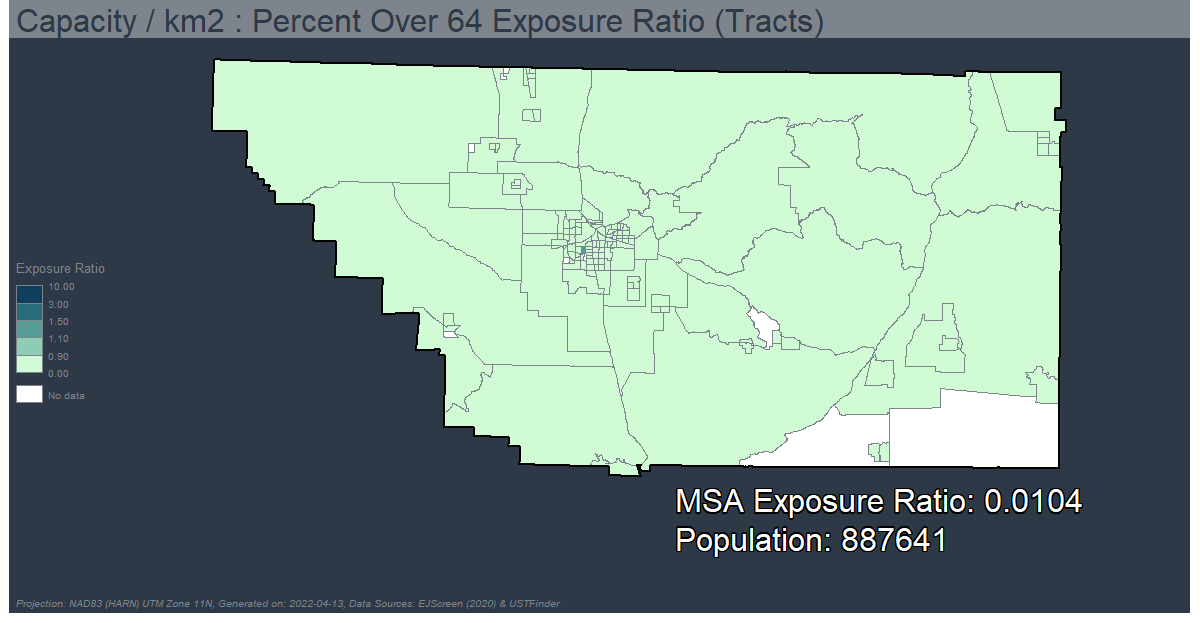 Capacity / km2 : Percent Over 64 Exposure Ratio (Tracts)
Exposure Ratio
10.00
3.00
1.50
1.10
0.90
0.00
No data
MSA Exposure Ratio: 0.0104
Population: 887641
Projection: NAD83 (HARN) UTM Zone 11N, Generated on: 2022-04-13, Data Sources: EJScreen (2020) & USTFinder